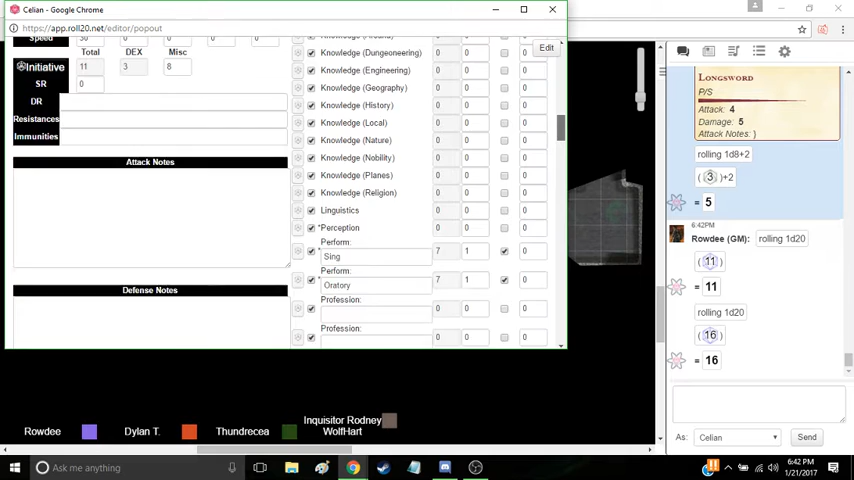 Celian - Google Chrome
https://app.roll20.net/editor/popout
Speed 30 0 0 0 0
Total DEX Misc
Initiative 11 3 8
SR 0
DR
Resistances
Immunities
Attack Notes
Defense Notes
Edit
Knowledge (Dungeoneering) 0 0 0
Knowledge (Engineering) 0 0 0
Knowledge (Geography) 0 0 0
Knowledge (History) 0 0 0
Knowledge (Local) 0 0 0
Knowledge (Nature) 0 0 0
Knowledge (Nobility) 0 0 0
Knowledge (Planes) 0 0 0
Knowledge (Religion) 0 0 0
Linguistics 0 0 0
*Perception 0 0 0
Perform:
* Sing 7 1 0
Perform:
* Oratory 7 1 0
Profession:
0 0 0
Profession:
0 0 0
Longsword
P/S
Attack: 4
Damage: 5
Attack Notes: )
rolling 1d8+2
(3)+2
= 5
6:42PM
Rowdee (GM): rolling 1d20
(11)
= 11
rolling 1d20
(16)
= 16
As: Celian Send
Rowdee Dylan T. Thundrecea Inquisitor Rodney
WolfHart
Ask me anything
6:42 PM
1/21/2017